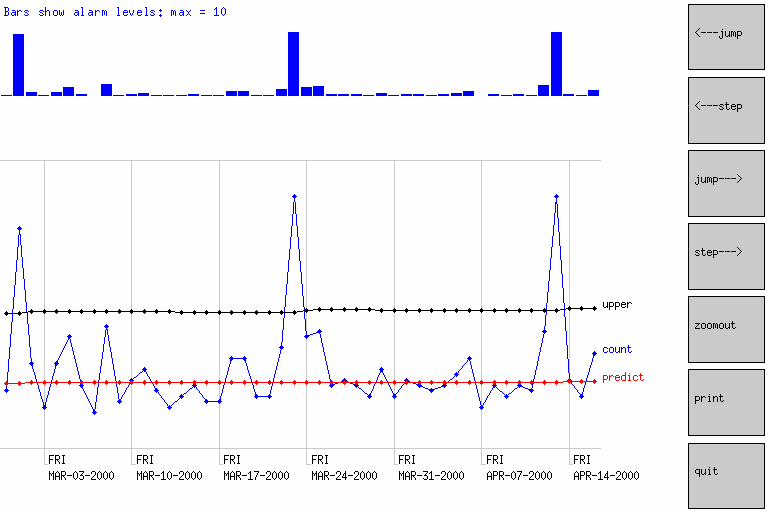 Bars show alarm levels: max = 10
<---jump
<---step
jump--->
step--->
zoomout
print
quit
upper
count
predict
FRI FRI FRI FRI FRI FRI FRI
MAR-03-2000 MAR-10-2000 MAR-17-2000 MAR-24-2000 MAR-31-2000 APR-07-2000 APR-14-2000